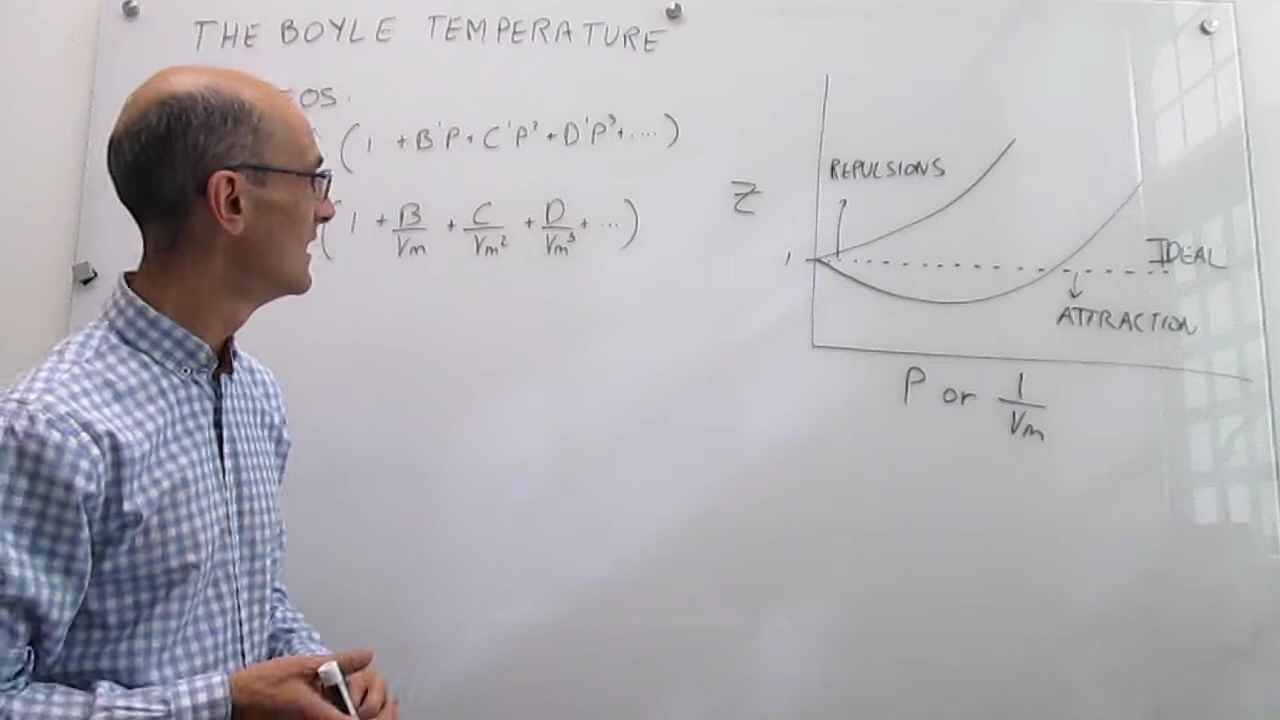 THE BOYLE TEMPERATURE
EOS.
(1 + B'P + C'P² + D'P³ + ....)
(1 + B/Vm + C/Vm² + D/Vm³ + ...)
REPULSIONS
Z
1
IDEAL
ATTRACTION
P or 1/Vm